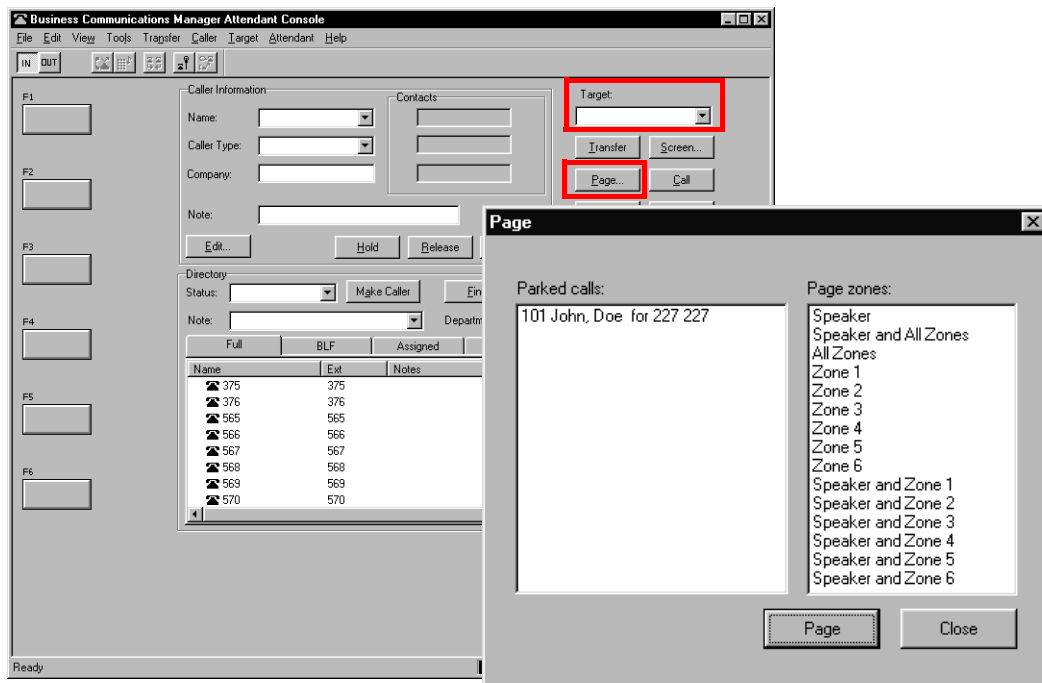 Business Communications Manager Attendant Console
File Edit View Tools Transfer Caller Target Attendant Help
IN OUT
F1
F2
F3
F4
F5
F6
Caller Information
Name:
Caller Type:
Company:
Contacts
Note:
Edit...
Hold
Release
Target:
Transfer
Screen...
Page...
Call
Directory
Status:
Make Caller
Note:
Full
BLF
Assigned
Name Ext Notes
375 375
376 376
565 565
566 566
567 567
568 568
569 569
570 570
Ready
Page
Parked calls:
101 John, Doe for 227 227
Page zones:
Speaker
Speaker and All Zones
All Zones
Zone 1
Zone 2
Zone 3
Zone 4
Zone 5
Zone 6
Speaker and Zone 1
Speaker and Zone 2
Speaker and Zone 3
Speaker and Zone 4
Speaker and Zone 5
Speaker and Zone 6
Page
Close